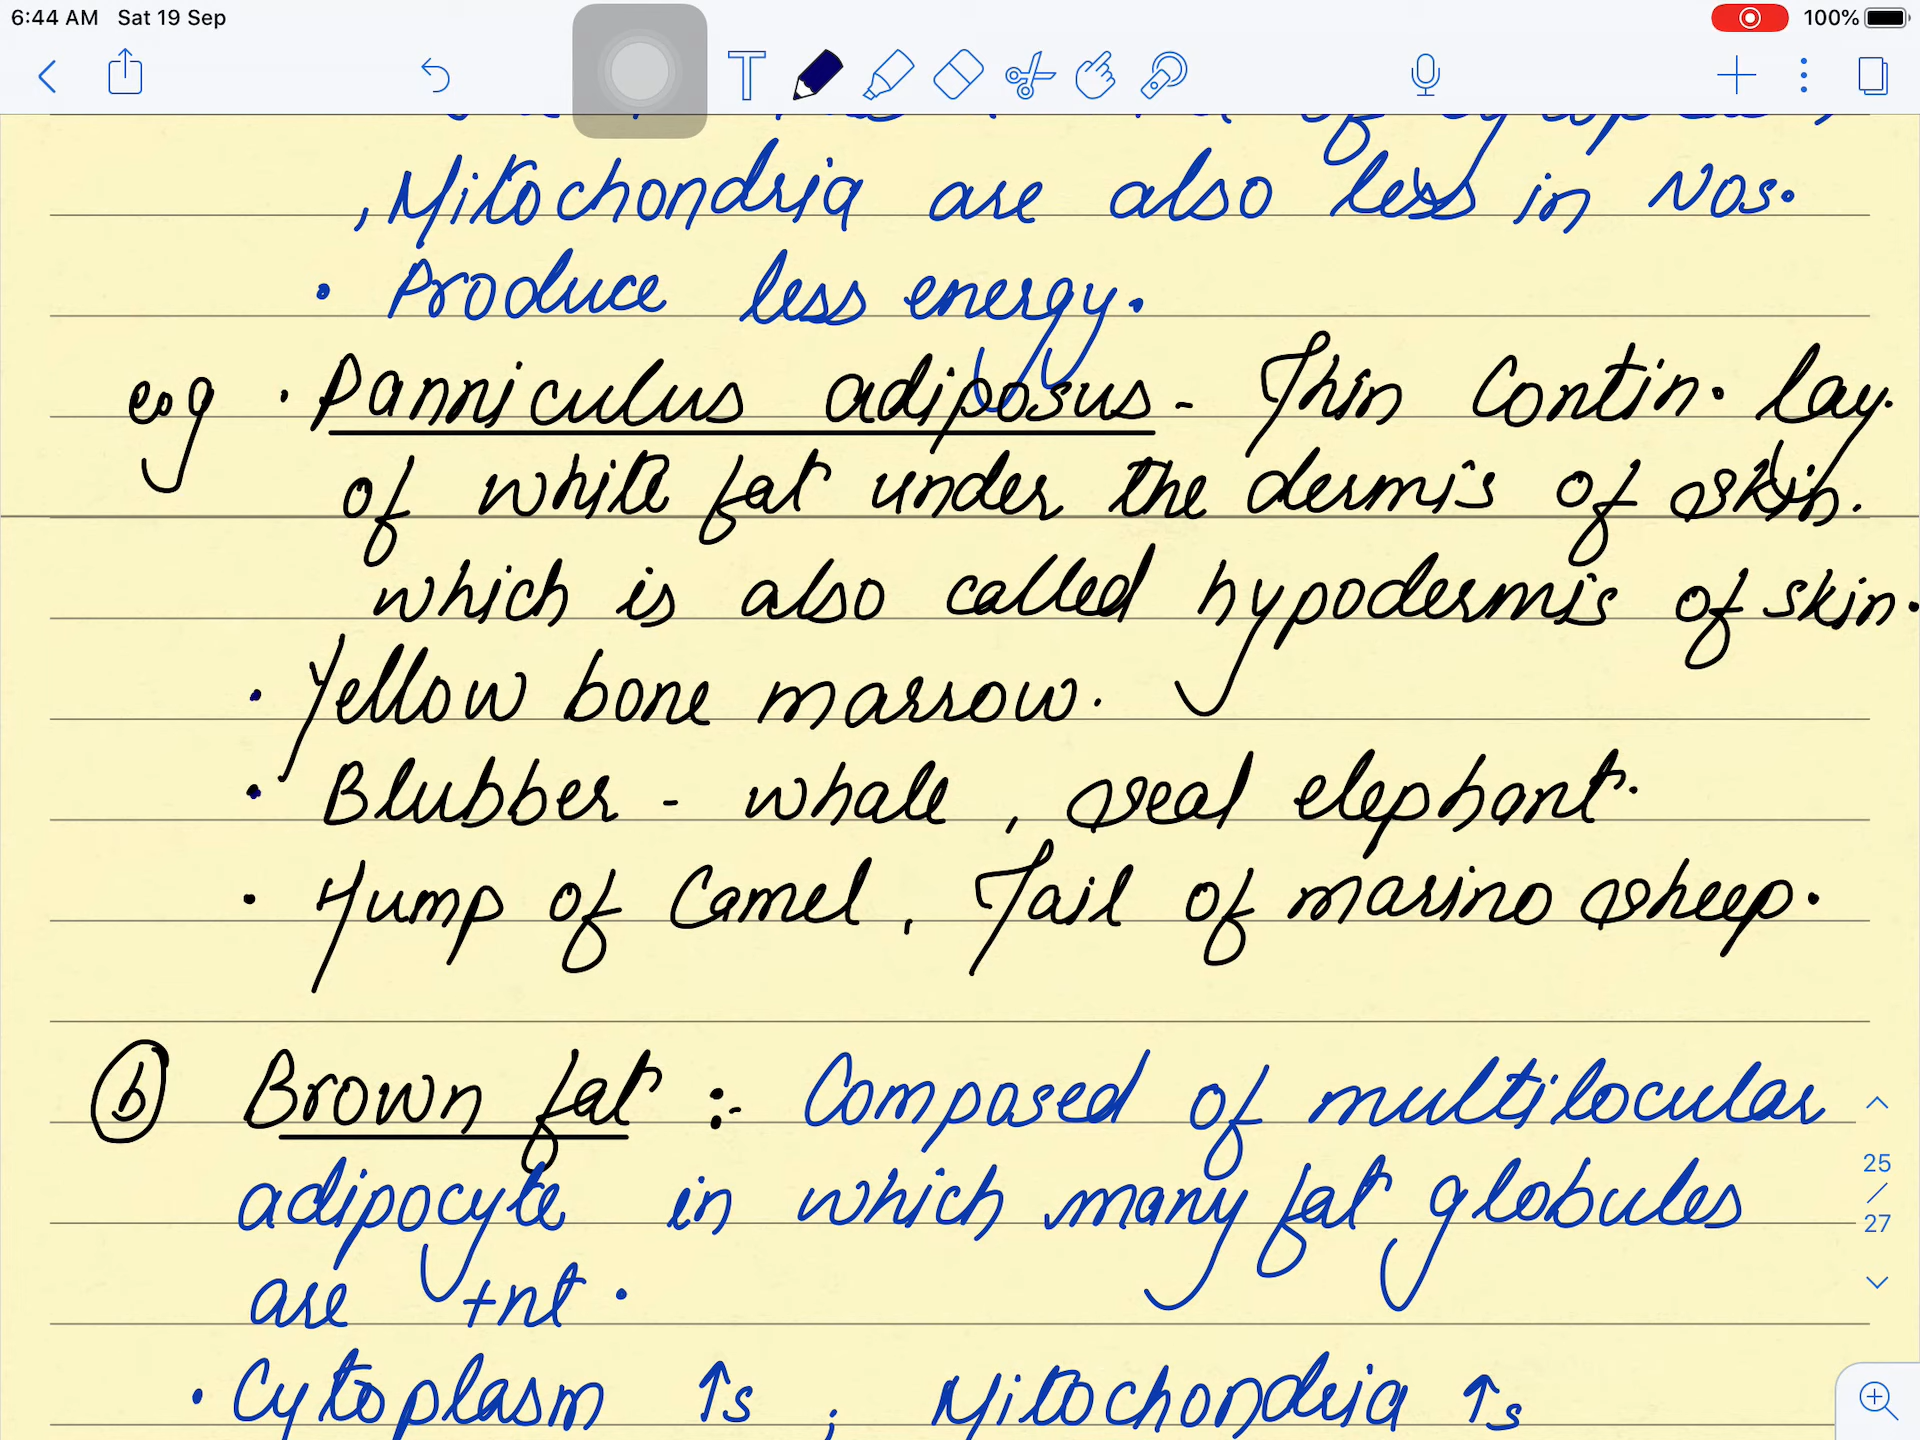 6:44 AM Sat 19 Sep
100%
T
, Mitochondria are also less in Nos.
• Produce less energy.
eg • Panniculus adiposus - Thin Contin. lay.
of white fat under the dermis of skin.
which is also called hypodermis of skin.
• Yellow bone marrow.
• Blubber - whale , seal elephant.
• Hump of Camel , Tail of marino sheep.
(b) Brown fat :- Composed of multilocular
adipocyte in which many fat globules
are +nt .
• Cytoplasm ↑s , Mitochondria ↑s
25
/
27